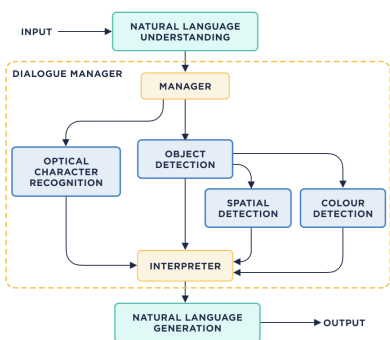 INPUT
NATURAL LANGUAGE
UNDERSTANDING
DIALOGUE MANAGER
MANAGER
OPTICAL
CHARACTER
RECOGNITION
OBJECT
DETECTION
SPATIAL
DETECTION
COLOUR
DETECTION
INTERPRETER
NATURAL LANGUAGE
GENERATION
OUTPUT